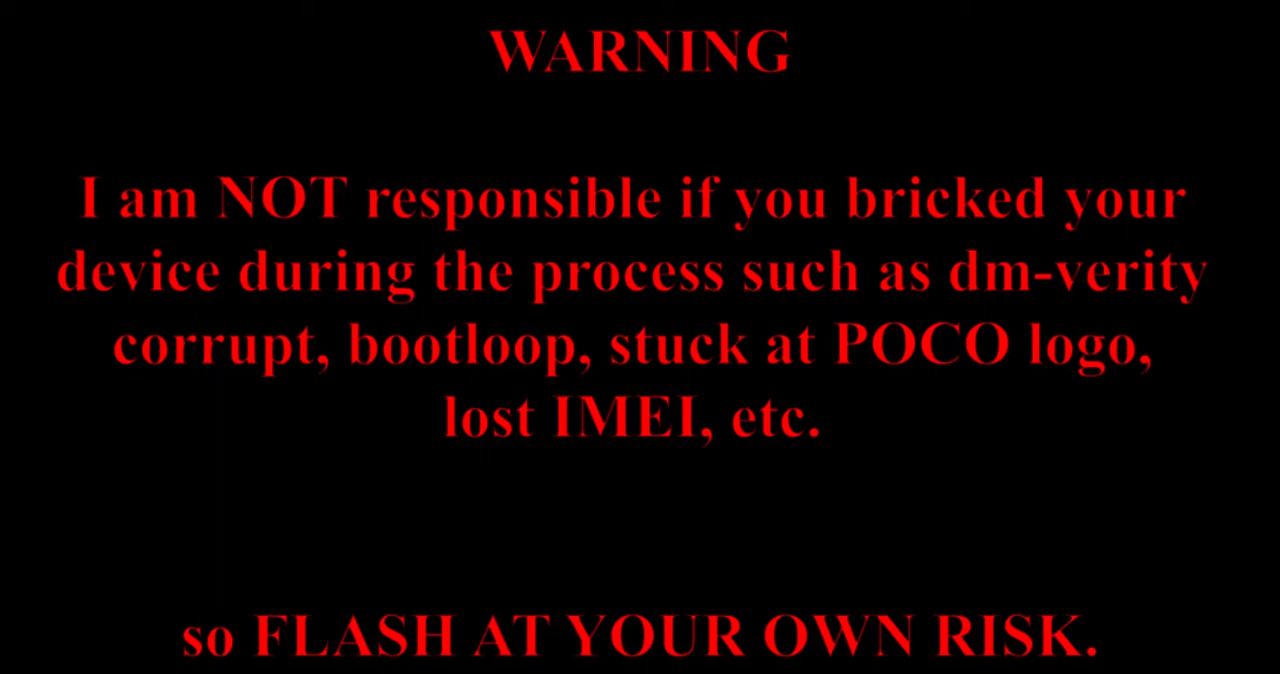 WARNING
I am NOT responsible if you bricked your
device during the process such as dm-verity
corrupt, bootloop, stuck at POCO logo,
lost IMEI, etc.
so FLASH AT YOUR OWN RISK.